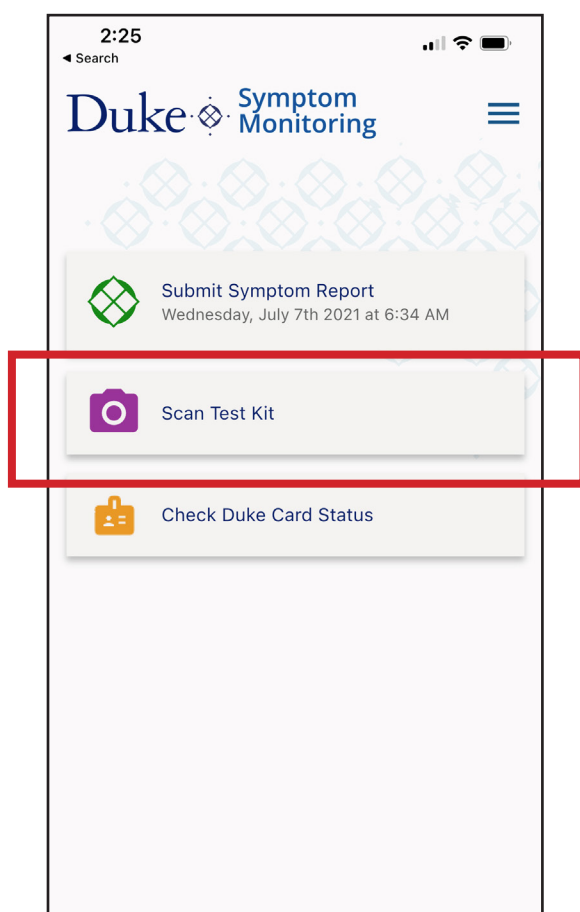 2:25
◀ Search
Duke Symptom
Monitoring
Submit Symptom Report
Wednesday, July 7th 2021 at 6:34 AM
Scan Test Kit
Check Duke Card Status